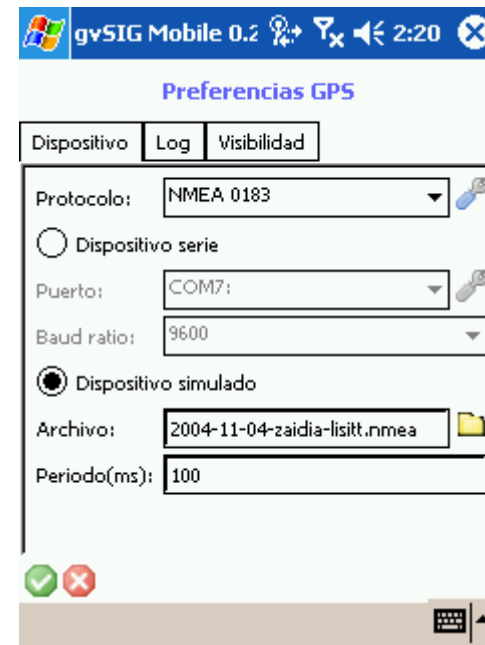 gvSIG Mobile 0.2 2:20
Preferencias GPS
Dispositivo Log Visibilidad
Protocolo: NMEA 0183
Dispositivo serie
Puerto: COM7:
Baud ratio: 9600
Dispositivo simulado
Archivo: 2004-11-04-zaidia-lisitt.nmea
Periodo(ms): 100